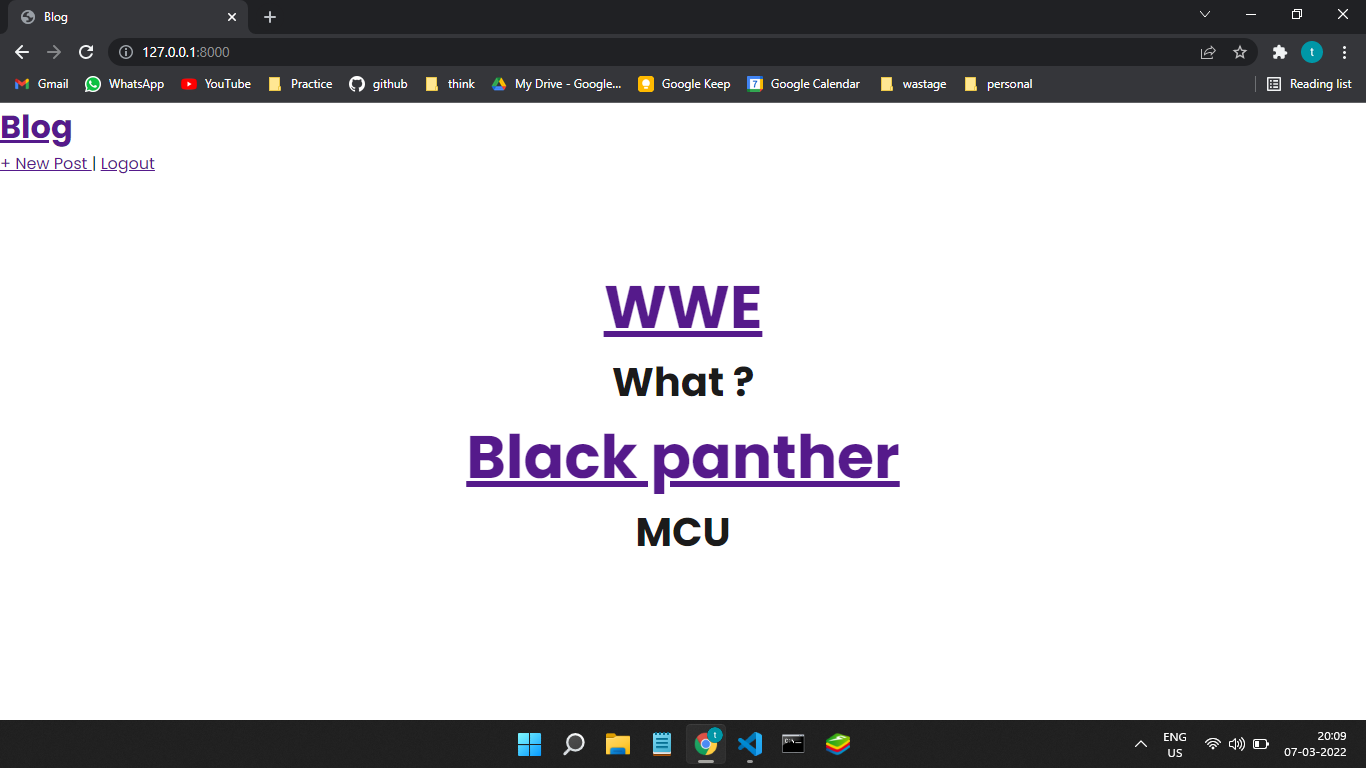 Blog
127.0.0.1:8000
Gmail WhatsApp YouTube Practice github think My Drive - Google... Google Keep Google Calendar wastage personal Reading list
Blog
+ New Post | Logout
WWE
What ?
Black panther
MCU
ENG
US
20:09
07-03-2022